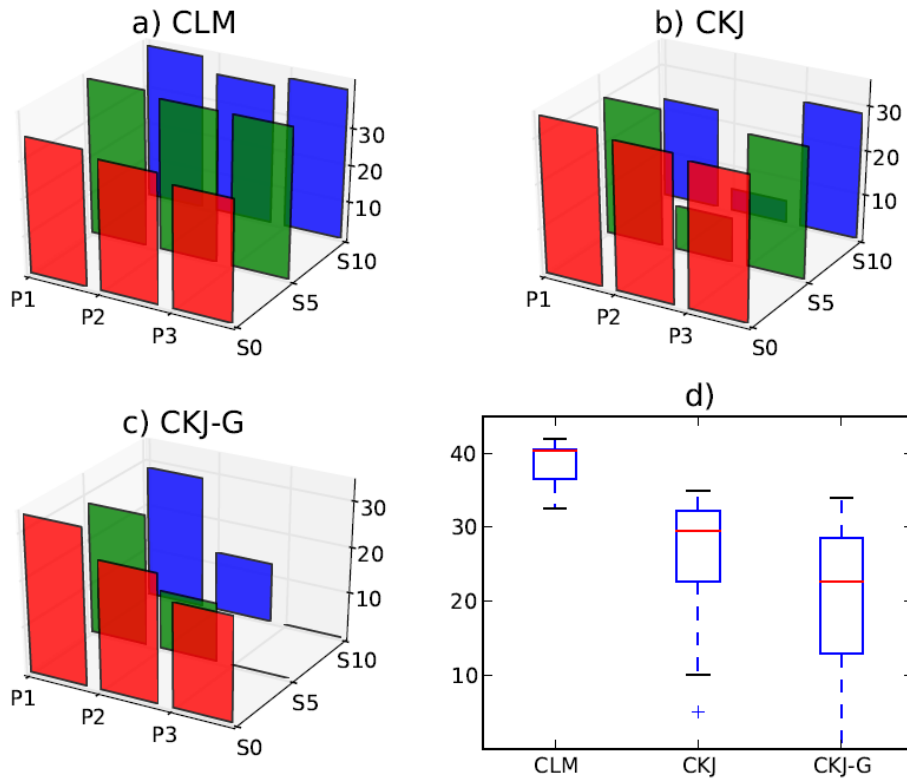 a) CLM
30
20
10
P1
P2
P3
S0
S5
S10
b) CKJ
30
20
10
P1
P2
P3
S0
S5
S10
c) CKJ-G
30
20
10
P1
P2
P3
S0
S5
S10
d)
40
30
20
10
CLM CKJ CKJ-G